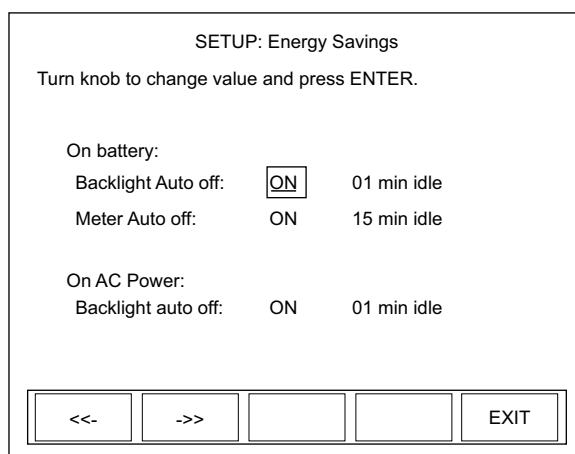 SETUP: Energy Savings
Turn knob to change value and press ENTER.
On battery:
Backlight Auto off: ON 01 min idle
Meter Auto off: ON 15 min idle
On AC Power:
Backlight auto off: ON 01 min idle
<<- ->> EXIT